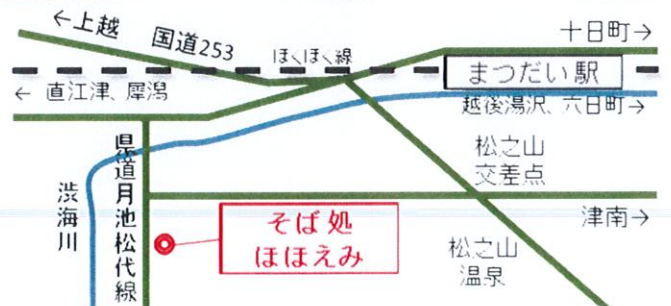 ←上越
国道253
ほくほく線
十日町→
まつだい駅
← 直江津、犀潟
越後湯沢、六日町→
県道月池松代線
渋海川
松之山
交差点
津南→
そば処
ほほえみ
松之山
温泉